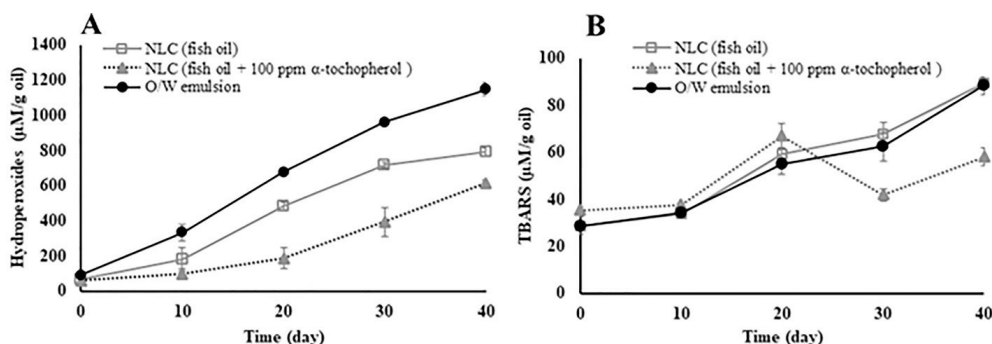 A
NLC (fish oil)
NLC (fish oil + 100 ppm α-tochopherol )
O/W emulsion
Hydroperoxides (µM/g oil)
1400
1200
1000
800
600
400
200
0
0 10 20 30 40
Time (day)
B
NLC (fish oil)
NLC (fish oil + 100 ppm α-tochopherol )
O/W emulsion
TBARS (µM/g oil)
100
80
60
40
20
0
0 10 20 30 40
Time (day)